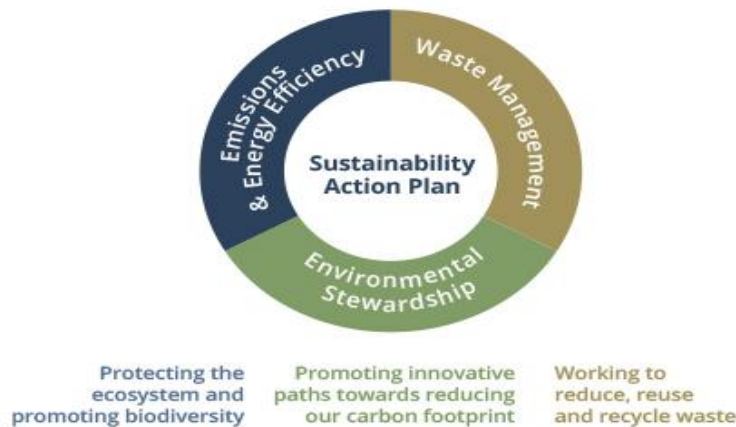 Emissions
& Energy Efficiency
Waste Management
Sustainability
Action Plan
Environmental
Stewardship
Protecting the
ecosystem and
promoting biodiversity
Promoting innovative
paths towards reducing
our carbon footprint
Working to
reduce, reuse
and recycle waste